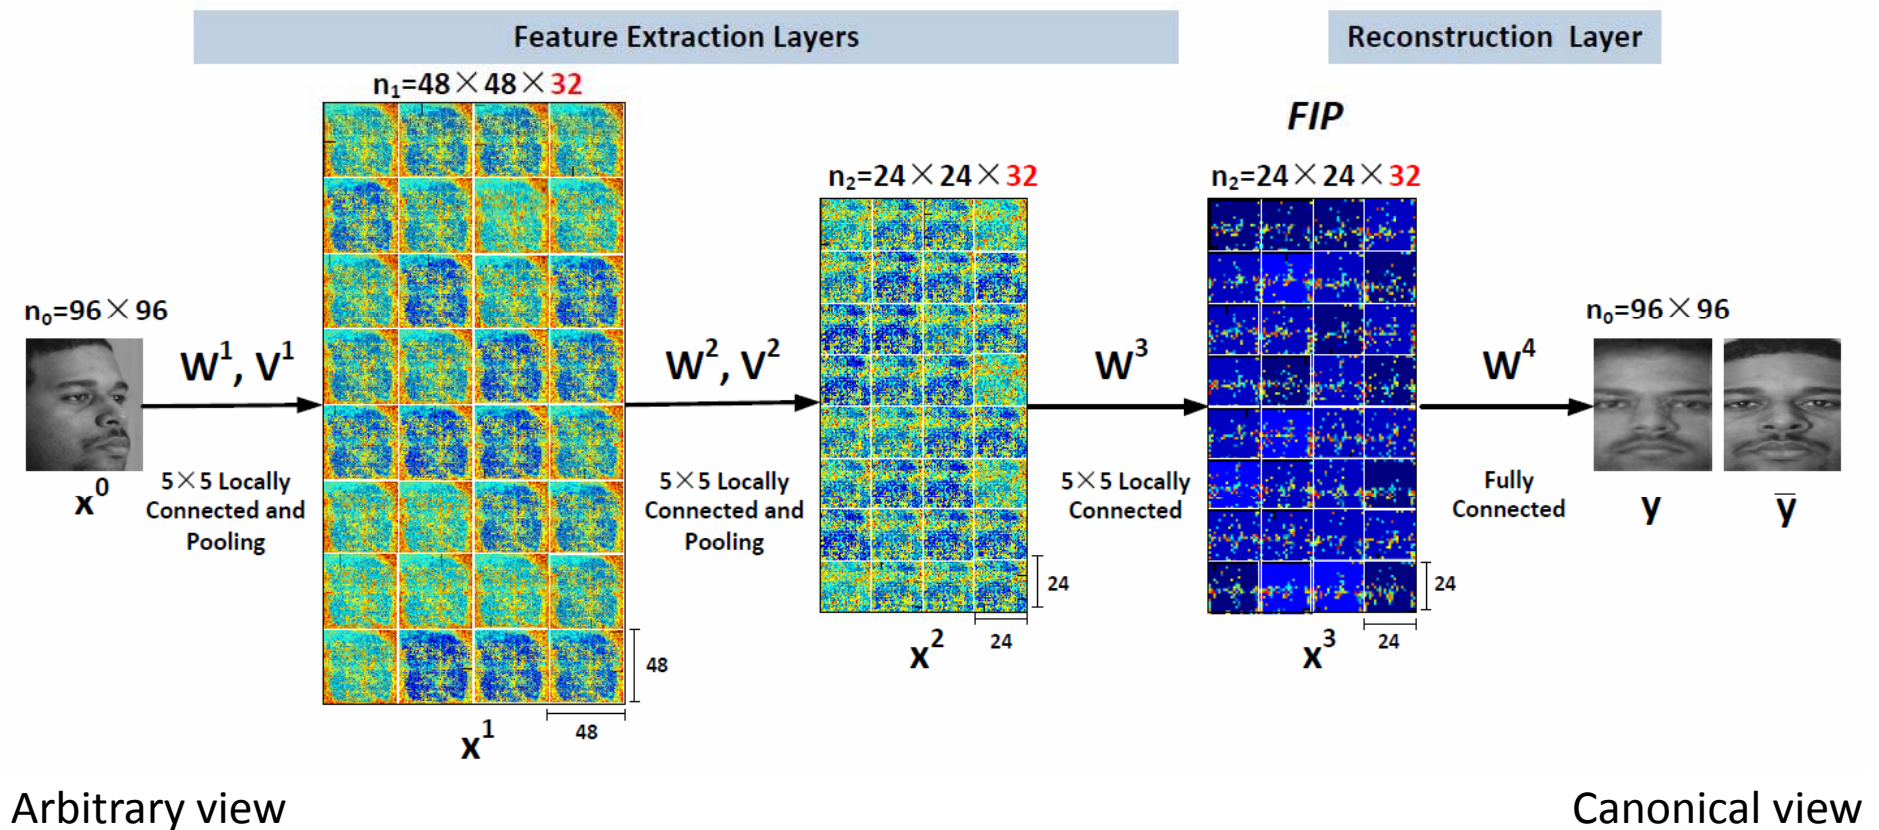 Feature Extraction Layers
Reconstruction Layer
n₁=48×48×32
FIP
n₂=24×24×32
n₂=24×24×32
n₀=96×96
n₀=96×96
W¹, V¹
W², V²
W³
W⁴
5×5 Locally
Connected and
Pooling
5×5 Locally
Connected and
Pooling
5×5 Locally
Connected
Fully
Connected
x⁰
y
ȳ
24
24
24
24
x²
x³
48
48
x¹
Arbitrary view
Canonical view